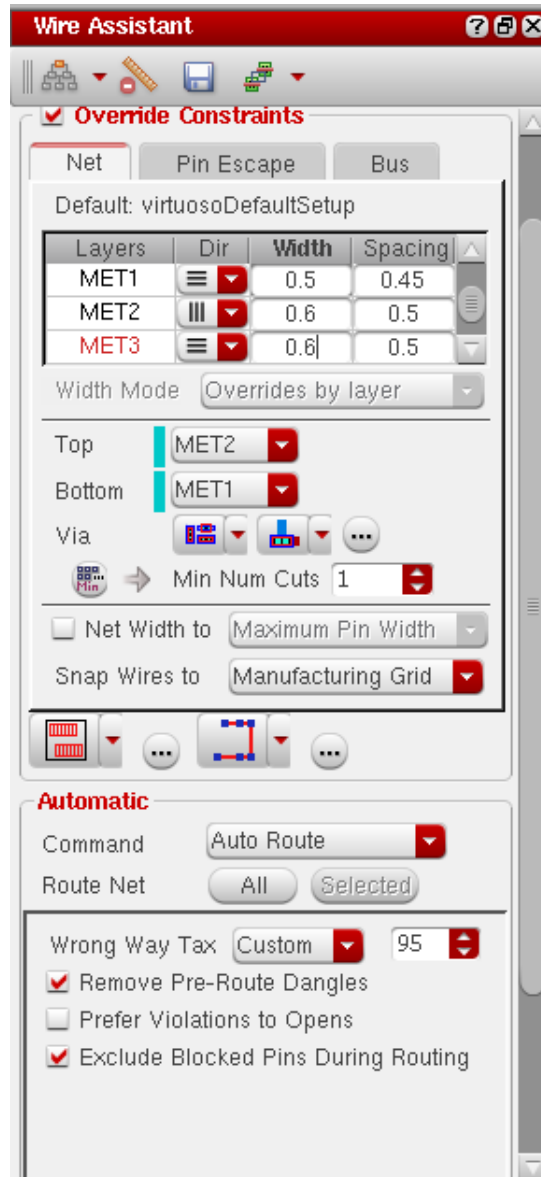 Wire Assistant
Override Constraints
Net Pin Escape Bus
Default: virtuosoDefaultSetup
Layers Dir Width Spacing
MET1 0.5 0.45
MET2 0.6 0.5
MET3 0.6 0.5
Width Mode Overrides by layer
Top MET2
Bottom MET1
Via ...
Min Min Num Cuts 1
Net Width to Maximum Pin Width
Snap Wires to Manufacturing Grid
... ...
Automatic
Command Auto Route
Route Net All Selected
Wrong Way Tax Custom 95
Remove Pre-Route Dangles
Prefer Violations to Opens
Exclude Blocked Pins During Routing